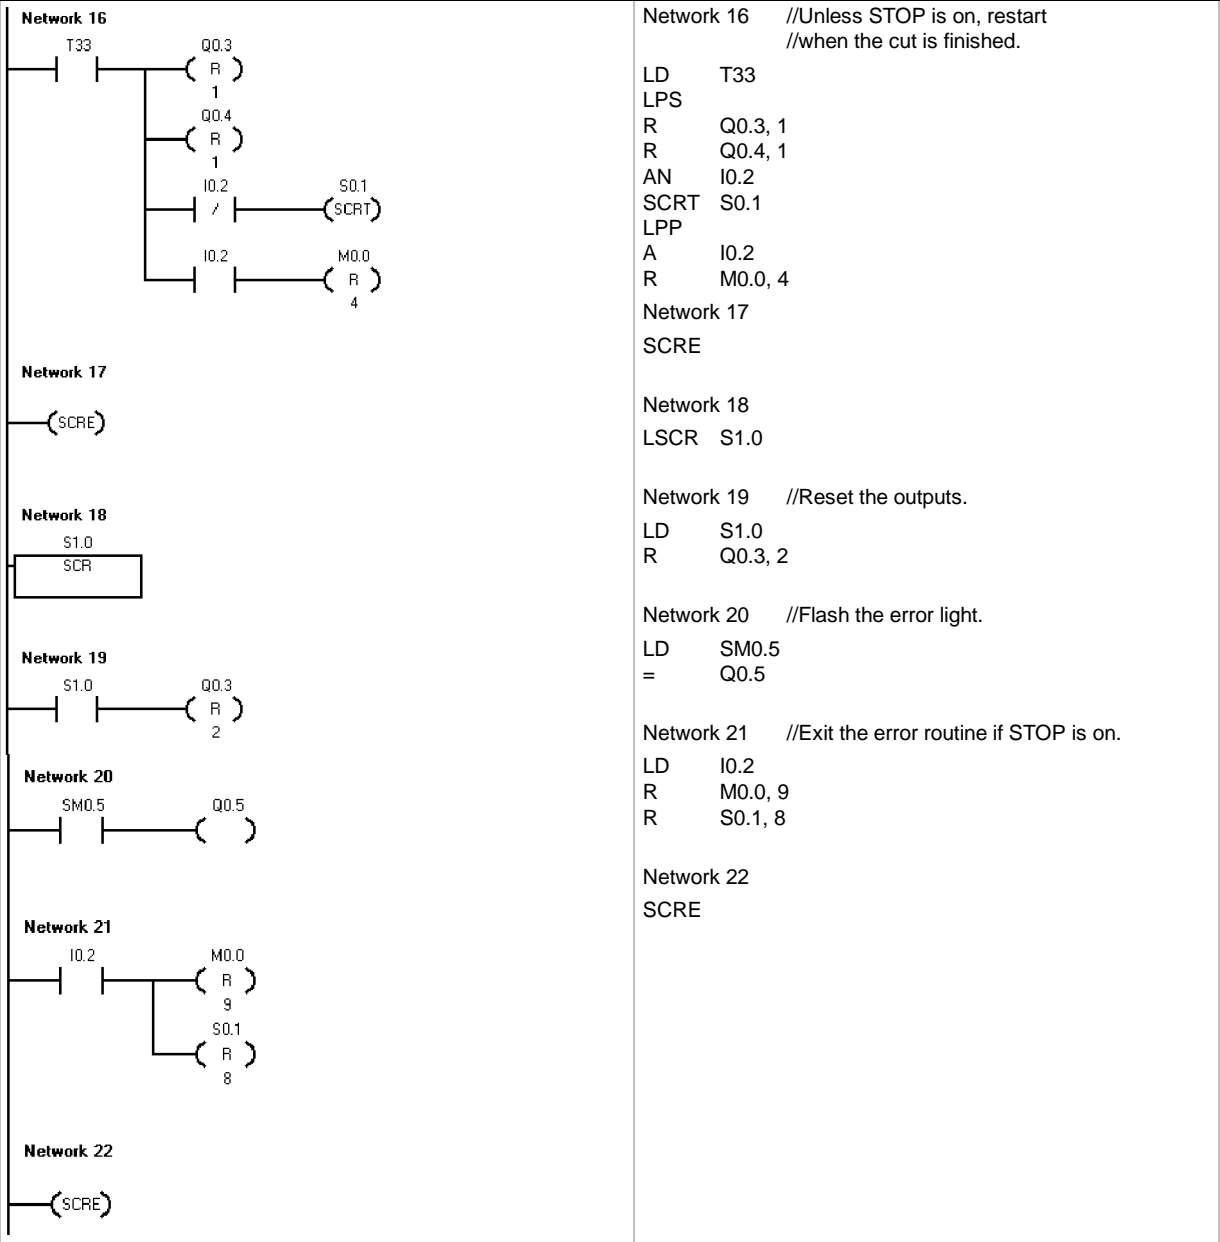 Network 16
T33 Q0.3
R
1
Q0.4
R
1
I0.2 S0.1
/ SCRT
I0.2 M0.0
R
4
Network 17
SCRE
Network 18
S1.0
SCR
Network 19
S1.0 Q0.3
R
2
Network 20
SM0.5 Q0.5
Network 21
I0.2 M0.0
R
9
S0.1
R
8
Network 22
SCRE
Network 16 //Unless STOP is on, restart
//when the cut is finished.
LD T33
LPS
R Q0.3, 1
R Q0.4, 1
AN I0.2
SCRT S0.1
LPP
A I0.2
R M0.0, 4
Network 17
SCRE
Network 18
LSCR S1.0
Network 19 //Reset the outputs.
LD S1.0
R Q0.3, 2
Network 20 //Flash the error light.
LD SM0.5
= Q0.5
Network 21 //Exit the error routine if STOP is on.
LD I0.2
R M0.0, 9
R S0.1, 8
Network 22
SCRE